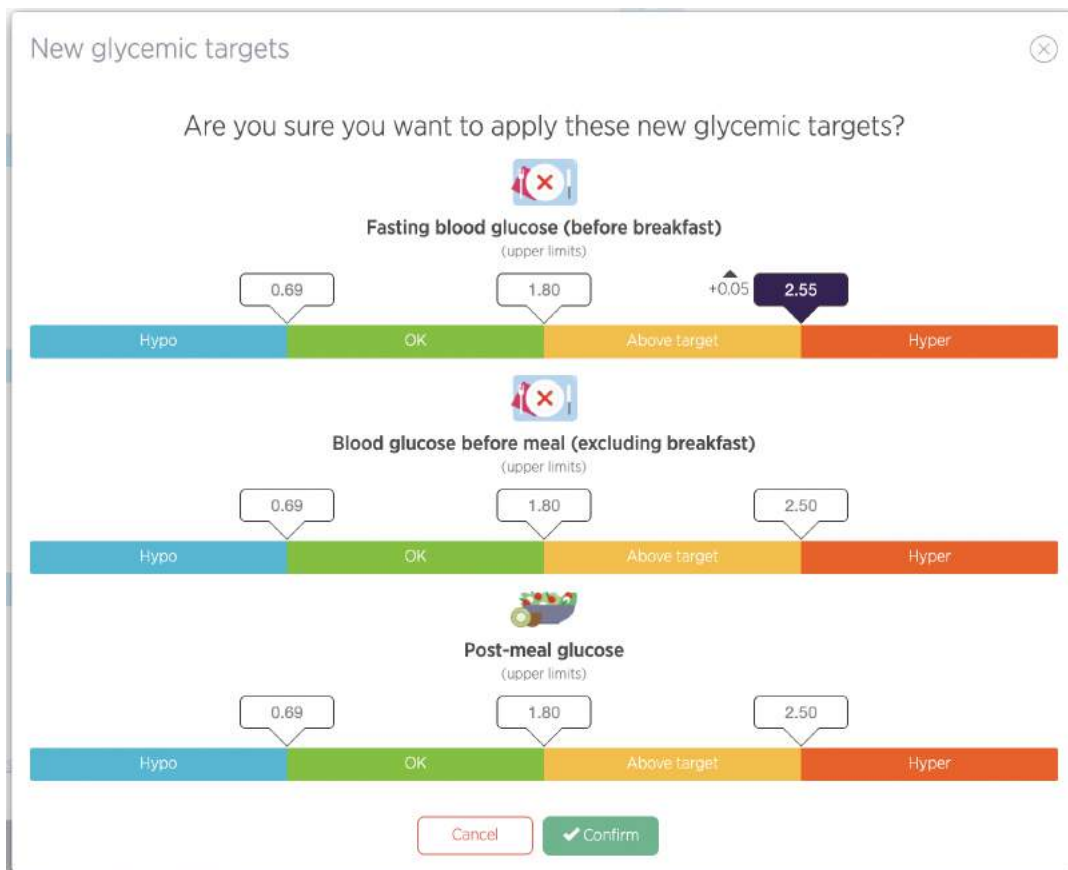 New glycemic targets
Are you sure you want to apply these new glycemic targets?
Fasting blood glucose (before breakfast)
(upper limits)
0.69 1.80 +0.05 2.55
Hypo OK Above target Hyper
Blood glucose before meal (excluding breakfast)
(upper limits)
0.69 1.80 2.50
Hypo OK Above target Hyper
Post-meal glucose
(upper limits)
0.69 1.80 2.50
Hypo OK Above target Hyper
Cancel Confirm